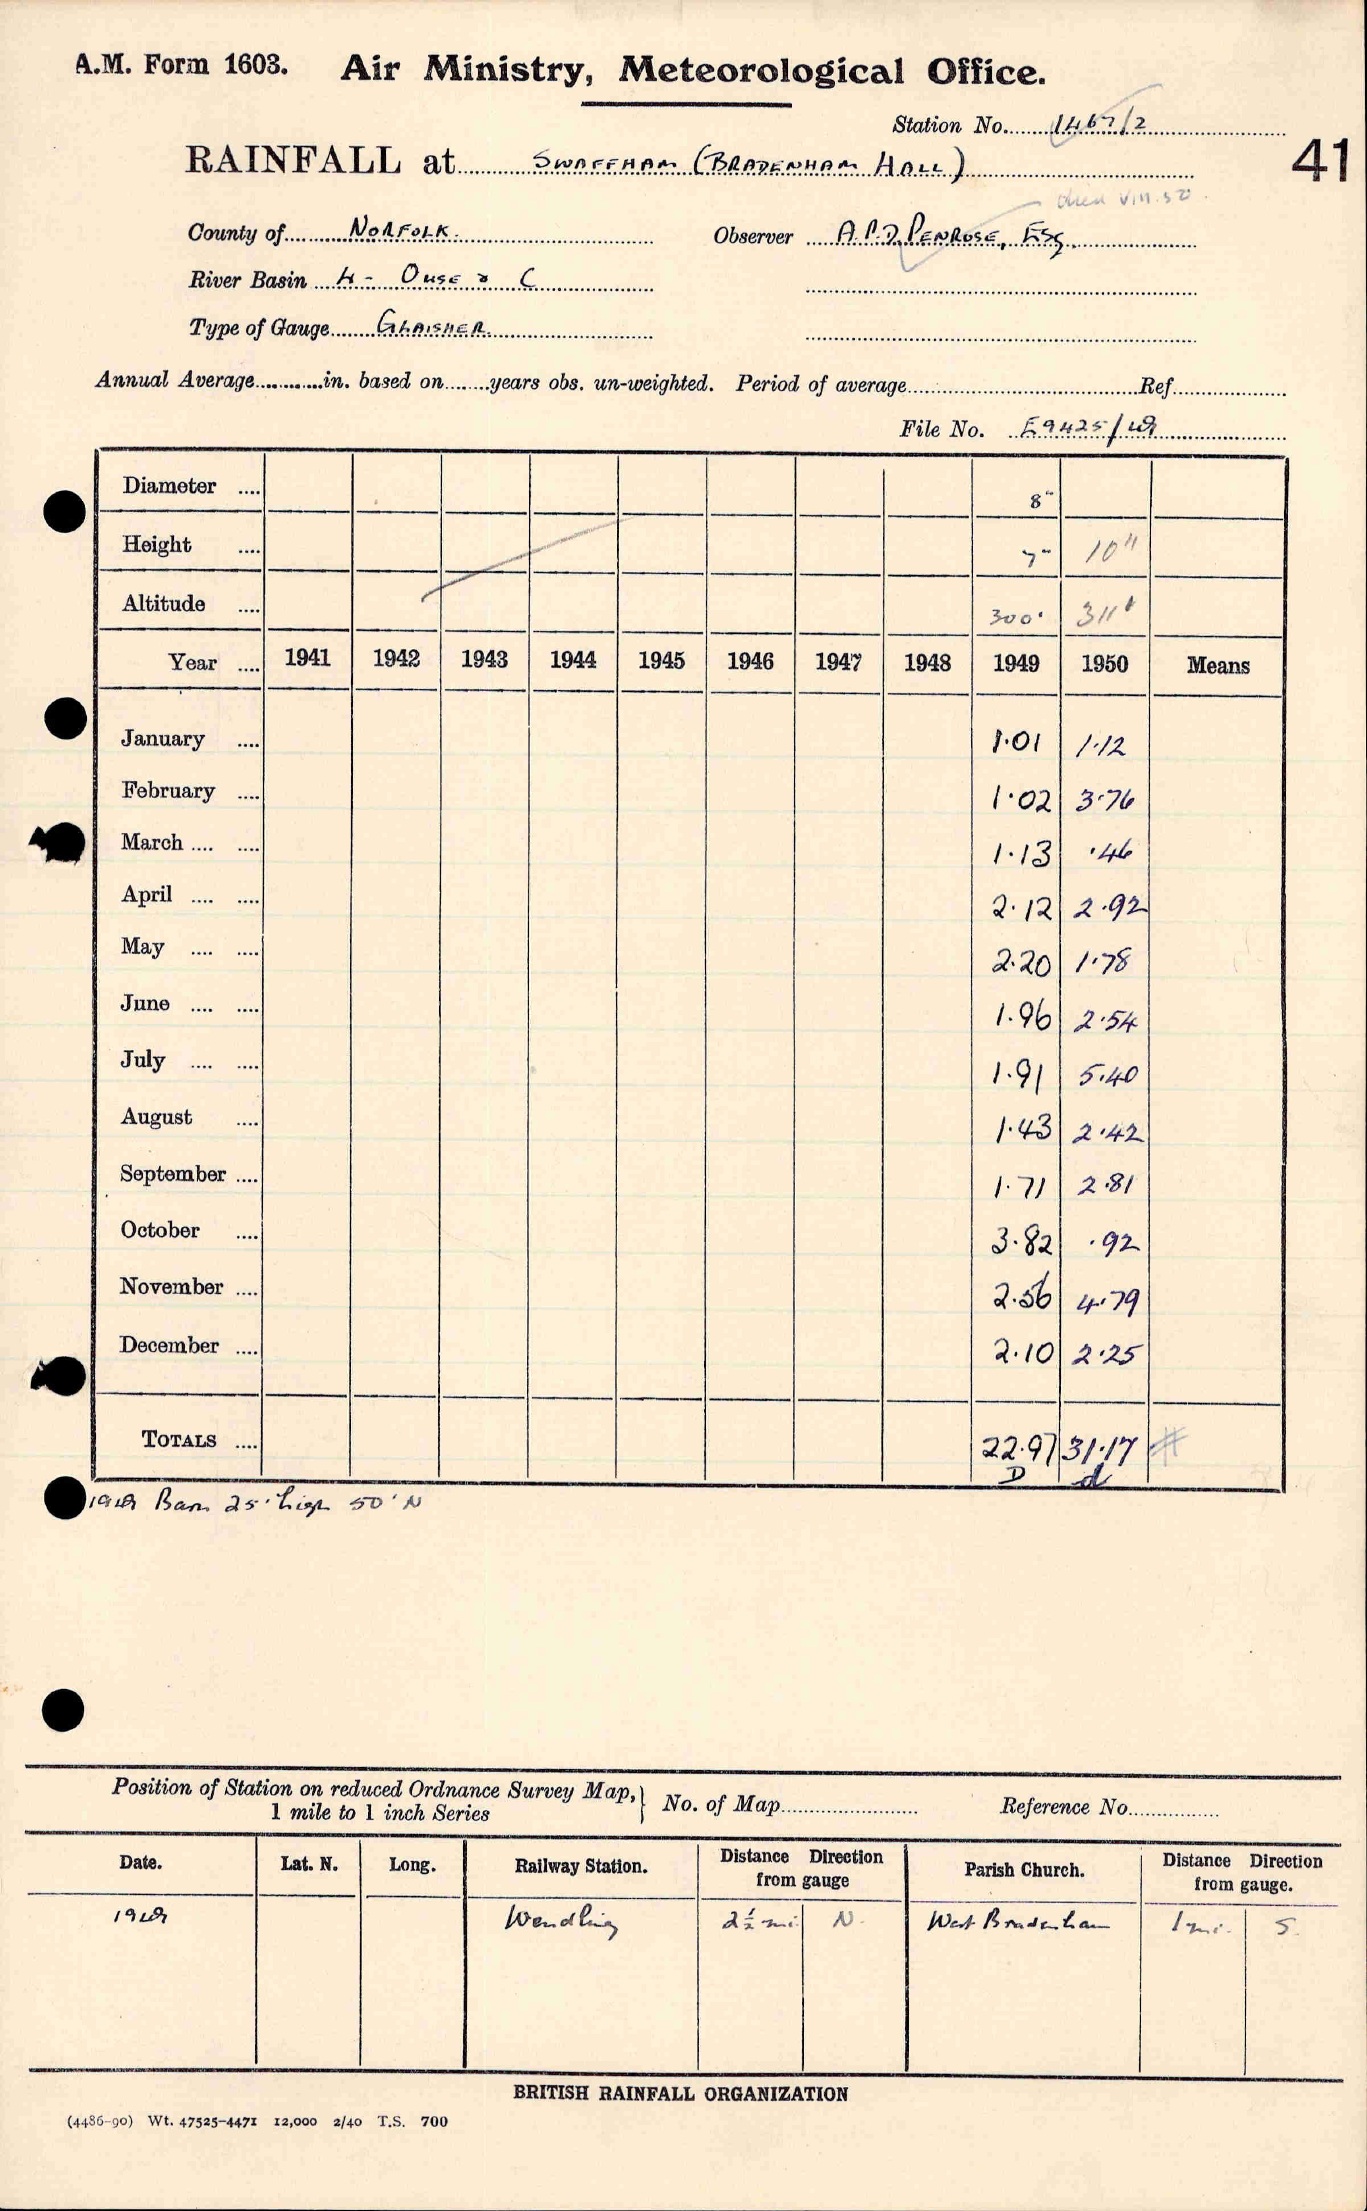 A.M. Form 1603. Air Ministry, Meteorological Office.
Station No. 1467/2
41
RAINFALL at SWAFFHAM (BRADENHAM HALL)
died VIII.50.
County of NORFOLK. Observer A.P.D. PENROSE, Esq.
River Basin 4 - OUSE & C
Type of Gauge GLAISHER.
Annual Average in. based on years obs. un-weighted. Period of average Ref.
File No. E9425/49
Diameter 8"
Height 7" 10"
Altitude 300' 311'
Year 1941 1942 1943 1944 1945 1946 1947 1948 1949 1950 Means
January 1.01 1.12
February 1.02 3.76
March 1.13 .46
April 2.12 2.92
May 2.20 1.78
June 1.96 2.54
July 1.91 5.40
August 1.43 2.42
September 1.71 2.81
October 3.82 .92
November 2.56 4.79
December 2.10 2.25
TOTALS 22.97 31.17 #
D d
1949 Barn 25' high 50' N
Position of Station on reduced Ordnance Survey Map, } No. of Map Reference No.
1 mile to 1 inch Series
Date. Lat. N. Long. Railway Station. Distance Direction from gauge Parish Church. Distance Direction from gauge.
1949 Wendling 2½ mi. N. West Bradenham 1 mi. S.
BRITISH RAINFALL ORGANIZATION
(4486-90) Wt. 47525-4471 12,000 2/40 T.S. 700